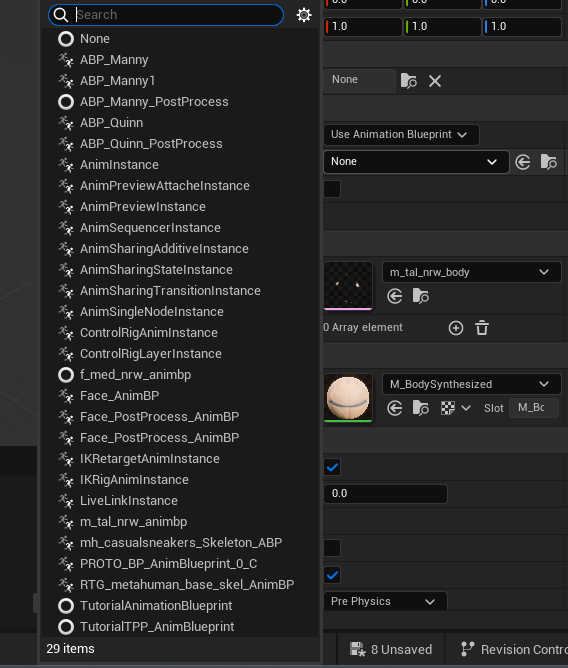 Search
None
ABP_Manny
ABP_Manny1
ABP_Manny_PostProcess
ABP_Quinn
ABP_Quinn_PostProcess
AnimInstance
AnimPreviewAttacheInstance
AnimPreviewInstance
AnimSequencerInstance
AnimSharingAdditiveInstance
AnimSharingStateInstance
AnimSharingTransitionInstance
AnimSingleNodeInstance
ControlRigAnimInstance
ControlRigLayerInstance
f_med_nrw_animbp
Face_AnimBP
Face_PostProcess_AnimBP
Face_PostProcess_AnimBP
IKRetargetAnimInstance
IKRigAnimInstance
LiveLinkInstance
m_tal_nrw_animbp
mh_casualsneakers_Skeleton_ABP
PROTO_BP_AnimBlueprint_0_C
RTG_metahuman_base_skel_AnimBP
TutorialAnimationBlueprint
TutorialTPP_AnimBlueprint
29 items
1.0 1.0 1.0
None
Use Animation Blueprint
None
m_tal_nrw_body
0 Array element
M_BodySynthesized
Slot M_Bc
0.0
Pre Physics
8 Unsaved
Revision Contro